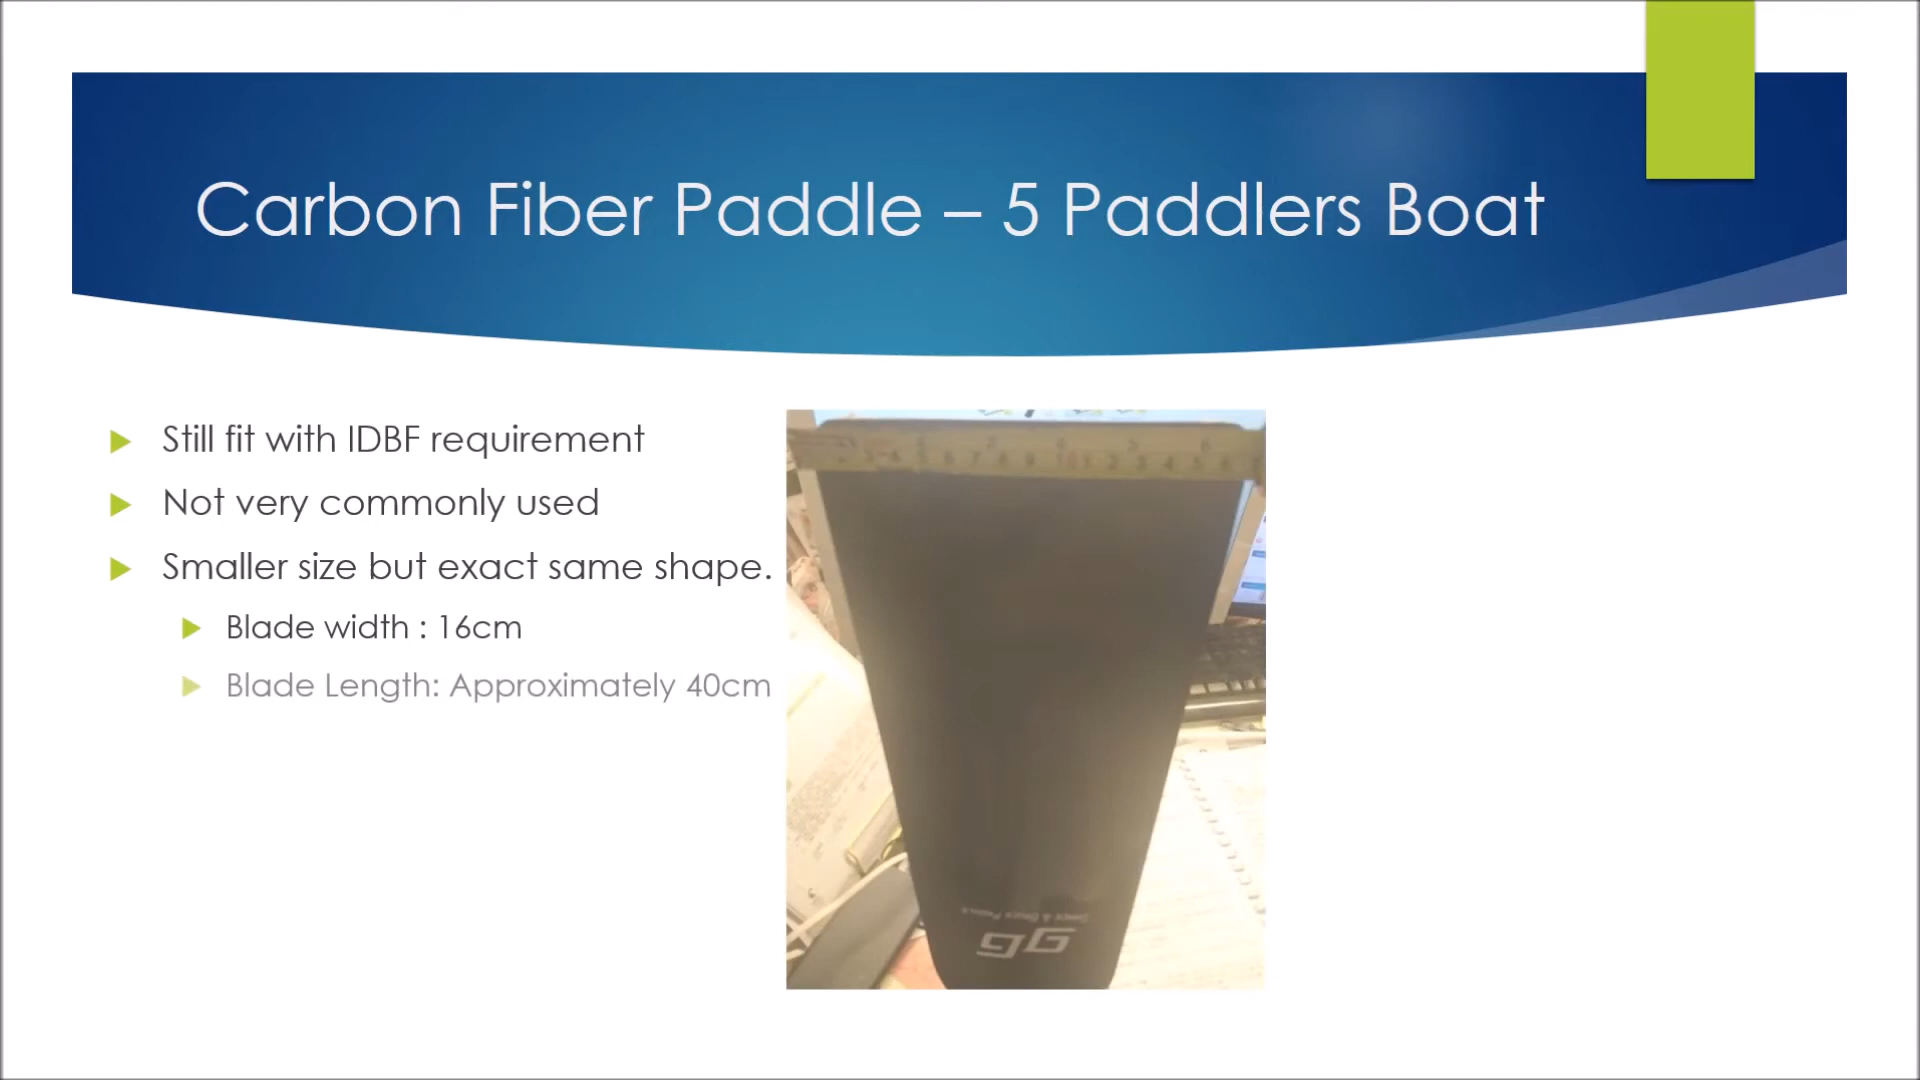 Carbon Fiber Paddle – 5 Paddlers Boat
Still fit with IDBF requirement
Not very commonly used
Smaller size but exact same shape.
Blade width : 16cm
Blade Length: Approximately 40cm